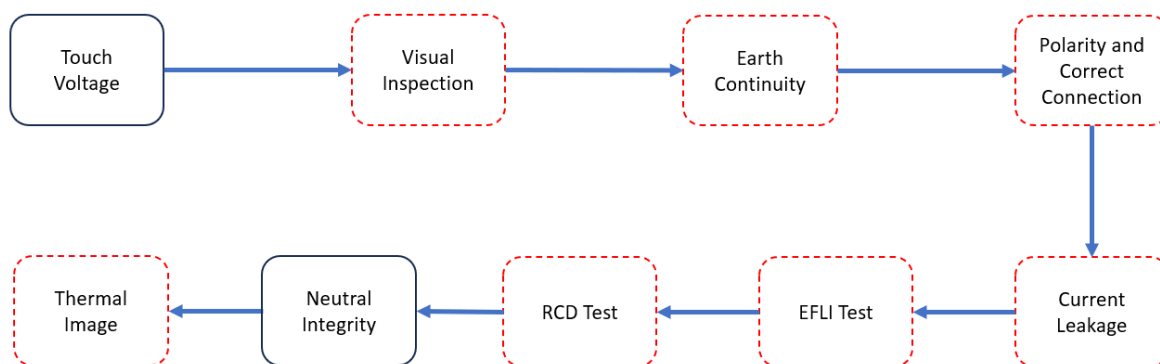 Touch
Voltage
Visual
Inspection
Earth
Continuity
Polarity and
Correct
Connection
Thermal
Image
Neutral
Integrity
RCD Test
EFLI Test
Current
Leakage